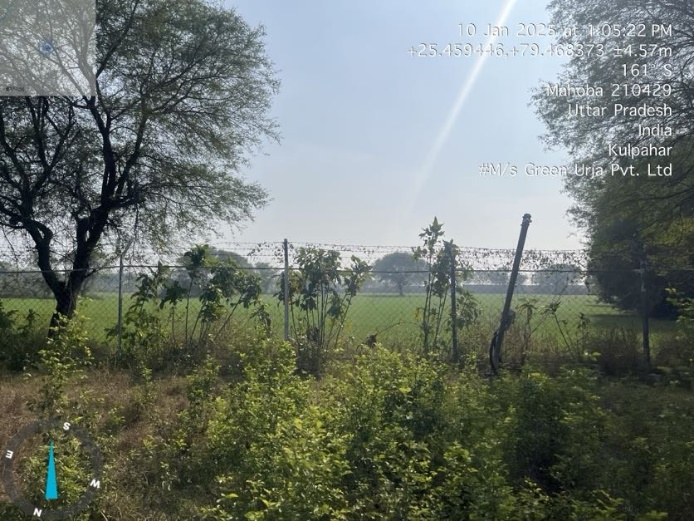 10 Jan 2025 at 1:05:22 PM
+25.459446,+79.468373 ±4.57m
161° S
Mahoba 210429
Uttar Pradesh
India
Kulpahar
#M/s Green Urja Pvt. Ltd
S
E
W
N